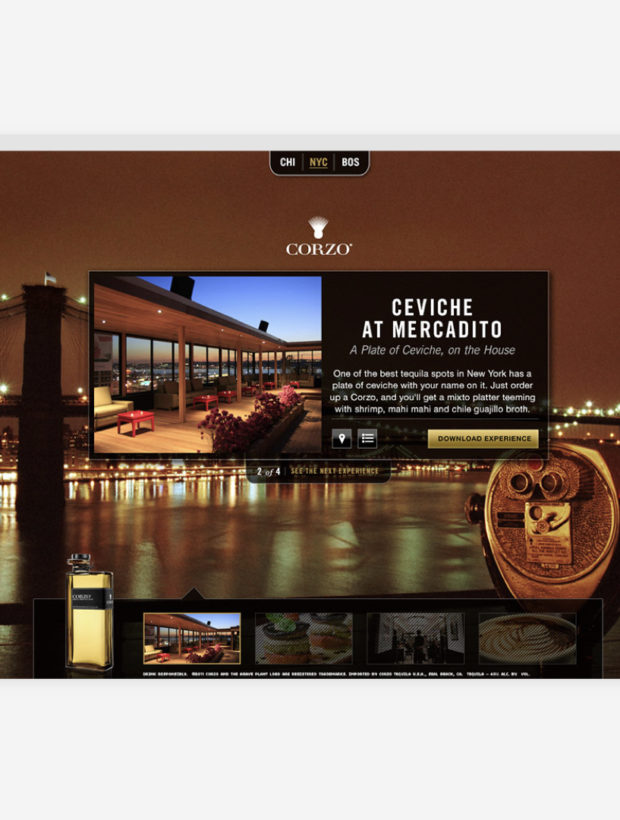 CHI NYC BOS
CORZO
CEVICHE
AT MERCADITO
A Plate of Ceviche, on the House
One of the best tequila spots in New York has a
plate of ceviche with your name on it. Just order
up a Corzo, and you'll get a mixto platter teeming
with shrimp, mahi mahi and chile guajillo broth.
DOWNLOAD EXPERIENCE
2 of 4 SEE THE NEXT EXPERIENCE
CORZO
DRINK RESPONSIBLY. ©2011 CORZO AND THE AGAVE PLANT LOGO ARE REGISTERED TRADEMARKS. IMPORTED BY CORZO TEQUILA U.S.A., CORAL GABLES, CA. TEQUILA – 40% ALC. BY VOL.